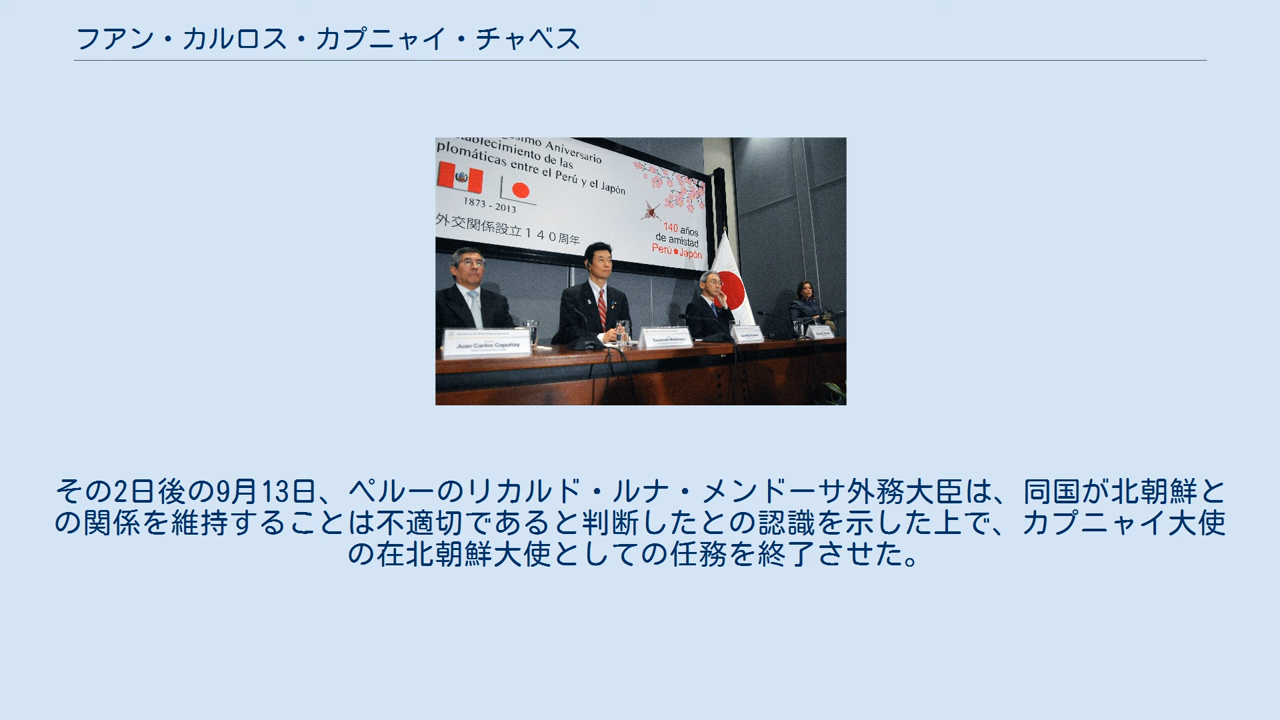 フアン・カルロス・カプニャイ・チャベス
Aniversario
tablecimiento de las
plomáticas entre el Perú y el Japón
1873 - 2013
外交関係設立140周年
140 años
de amistad
Perú Japón
Juan Carlos Capuñay
その2日後の9月13日、ペルーのリカルド・ルナ・メンドーサ外務大臣は、同国が北朝鮮と
の関係を維持することは不適切であると判断したとの認識を示した上で、カプニャイ大使
の在北朝鮮大使としての任務を終了させた。